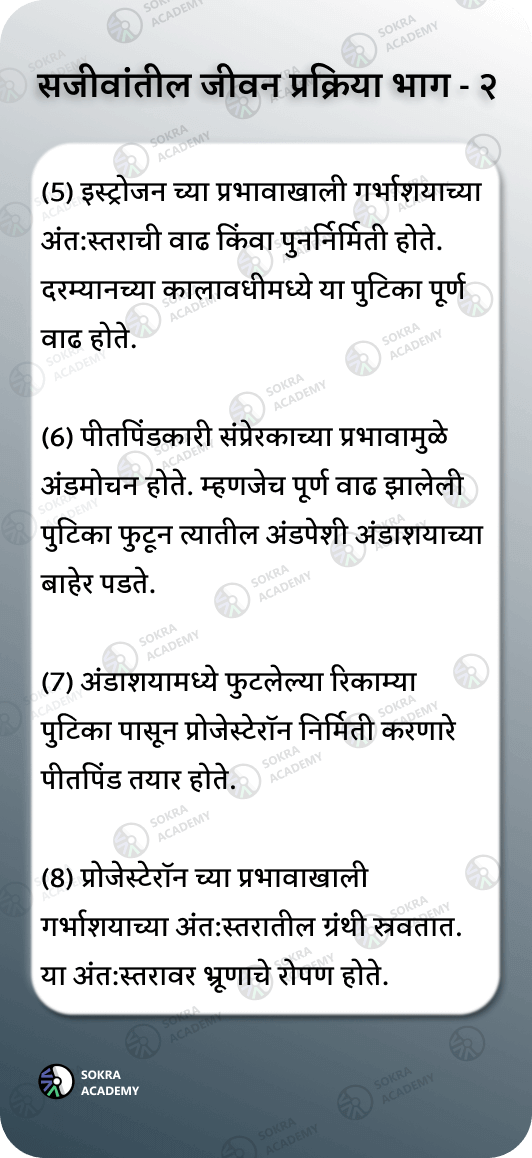 सजीवांतील जीवन प्रक्रिया भाग - २
(5) इस्ट्रोजन च्या प्रभावाखाली गर्भाशयाच्या
अंत:स्तराची वाढ किंवा पुनर्निर्मिती होते.
दरम्यानच्या कालावधीमध्ये या पुटिका पूर्ण
वाढ होते.
(6) पीतपिंडकारी संप्रेरकाच्या प्रभावामुळे
अंडमोचन होते. म्हणजेच पूर्ण वाढ झालेली
पुटिका फुटून त्यातील अंडपेशी अंडाशयाच्या
बाहेर पडते.
(7) अंडाशयामध्ये फुटलेल्या रिकाम्या
पुटिका पासून प्रोजेस्टेरॉन निर्मिती करणारे
पीतपिंड तयार होते.
(8) प्रोजेस्टेरॉन च्या प्रभावाखाली
गर्भाशयाच्या अंत:स्तरातील ग्रंथी स्त्रवतात.
या अंत:स्तरावर भ्रूणाचे रोपण होते.
SOKRA
ACADEMY